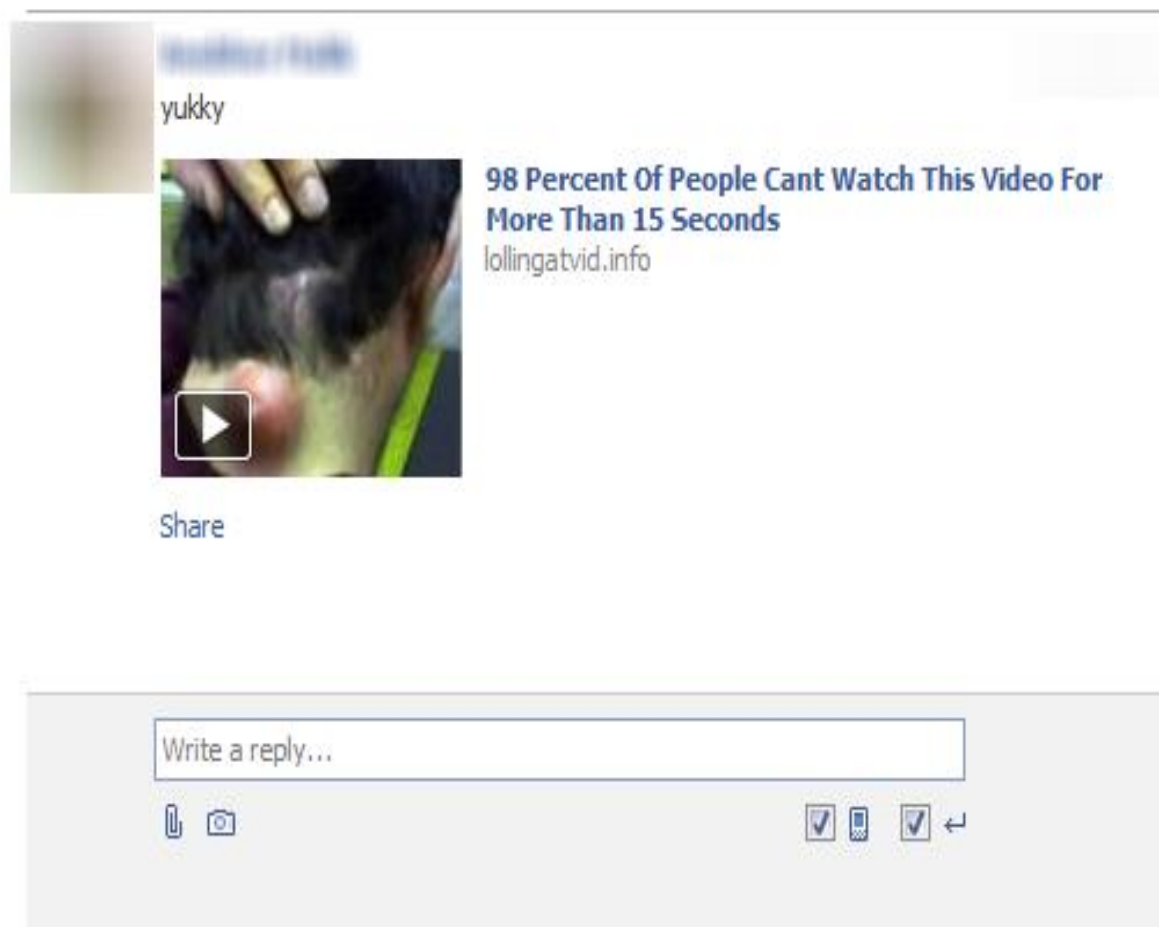 yukky
98 Percent Of People Cant Watch This Video For
More Than 15 Seconds
lollingatvid.info
Share
Write a reply...